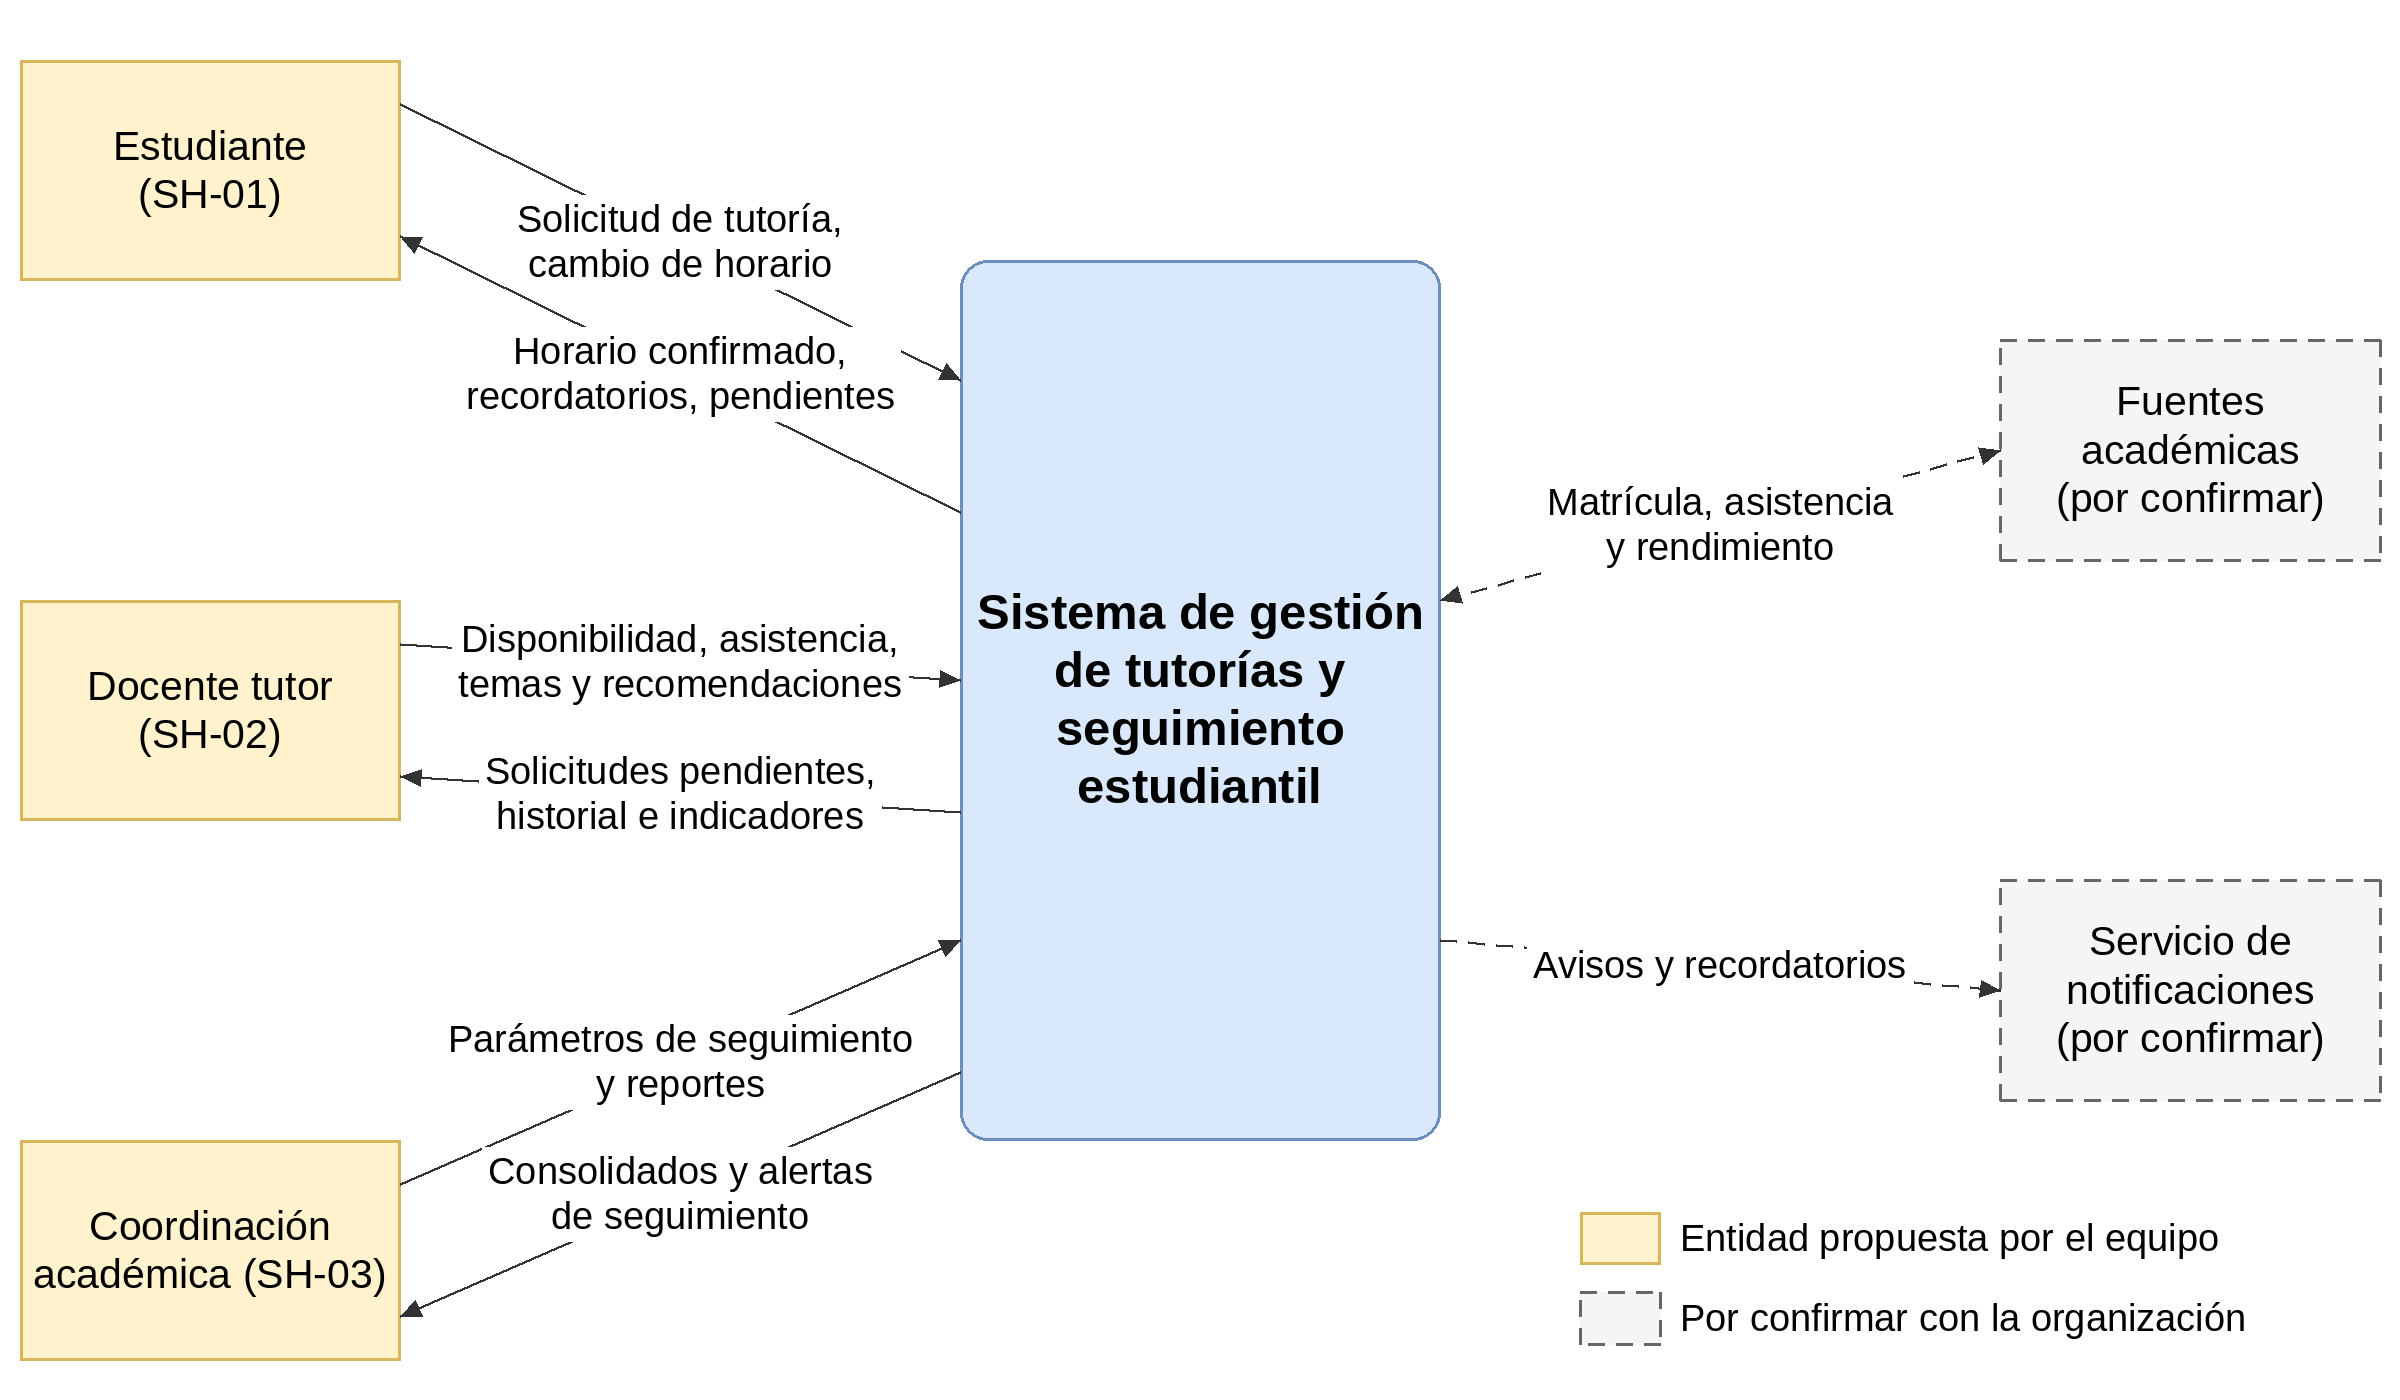 Estudiante
(SH-01)
Solicitud de tutoría,
cambio de horario
Horario confirmado,
recordatorios, pendientes
Docente tutor
(SH-02)
Disponibilidad, asistencia,
temas y recomendaciones
Solicitudes pendientes,
historial e indicadores
Coordinación
académica (SH-03)
Parámetros de seguimiento
y reportes
Consolidados y alertas
de seguimiento
Sistema de gestión
de tutorías y
seguimiento
estudiantil
Matrícula, asistencia
y rendimiento
Fuentes
académicas
(por confirmar)
Avisos y recordatorios
Servicio de
notificaciones
(por confirmar)
Entidad propuesta por el equipo
Por confirmar con la organización